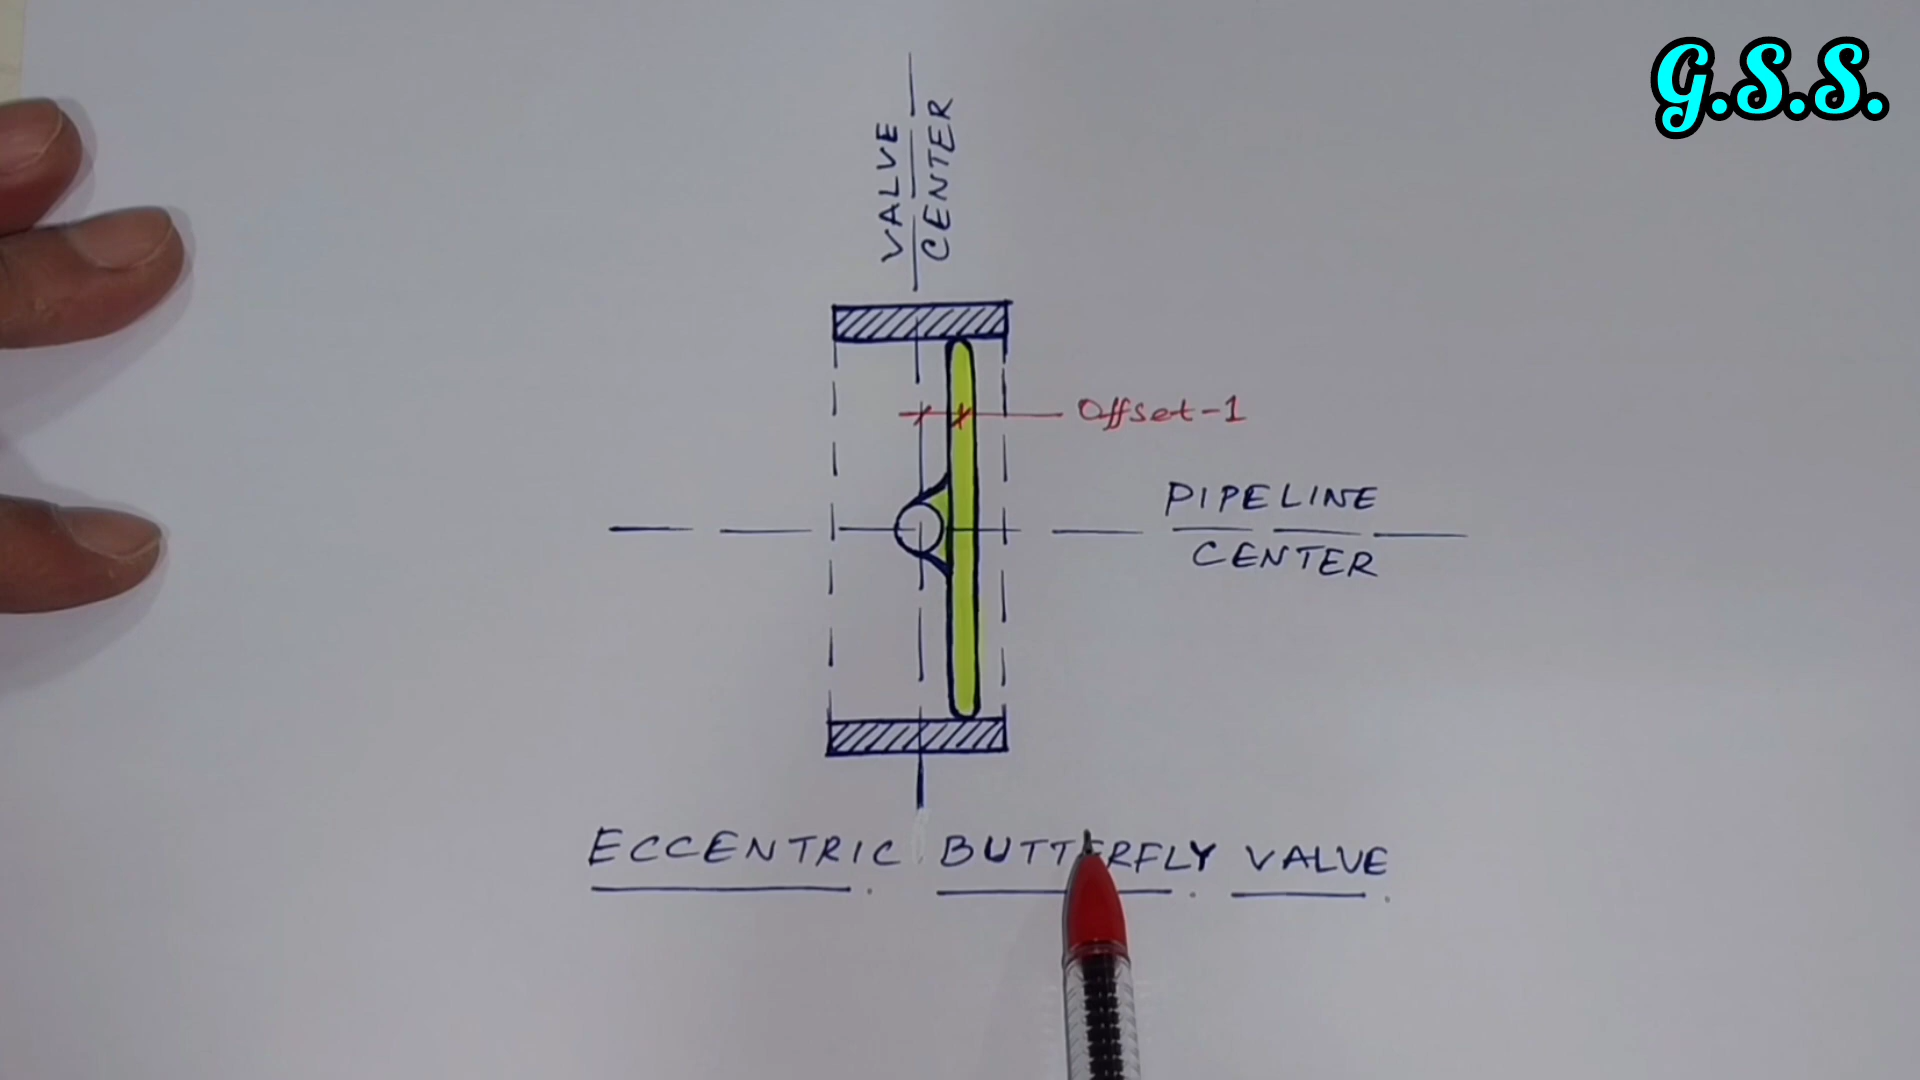 G.S.S.
VALVE
CENTER
Offset-1
PIPELINE
CENTER
ECCENTRIC BUTTERFLY VALVE